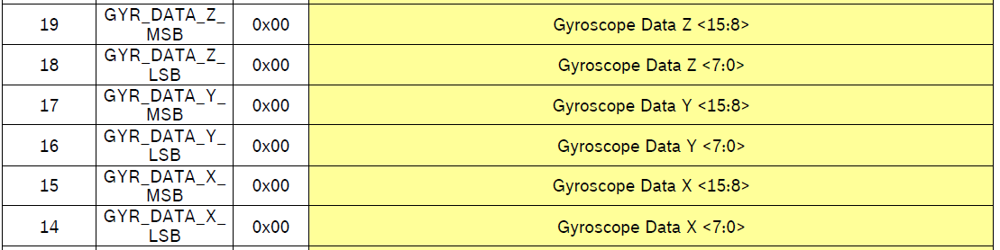 19 GYR_DATA_Z_ 0x00 Gyroscope Data Z <15:8>
MSB
18 GYR_DATA_Z_ 0x00 Gyroscope Data Z <7:0>
LSB
17 GYR_DATA_Y_ 0x00 Gyroscope Data Y <15:8>
MSB
16 GYR_DATA_Y_ 0x00 Gyroscope Data Y <7:0>
LSB
15 GYR_DATA_X_ 0x00 Gyroscope Data X <15:8>
MSB
14 GYR_DATA_X_ 0x00 Gyroscope Data X <7:0>
LSB